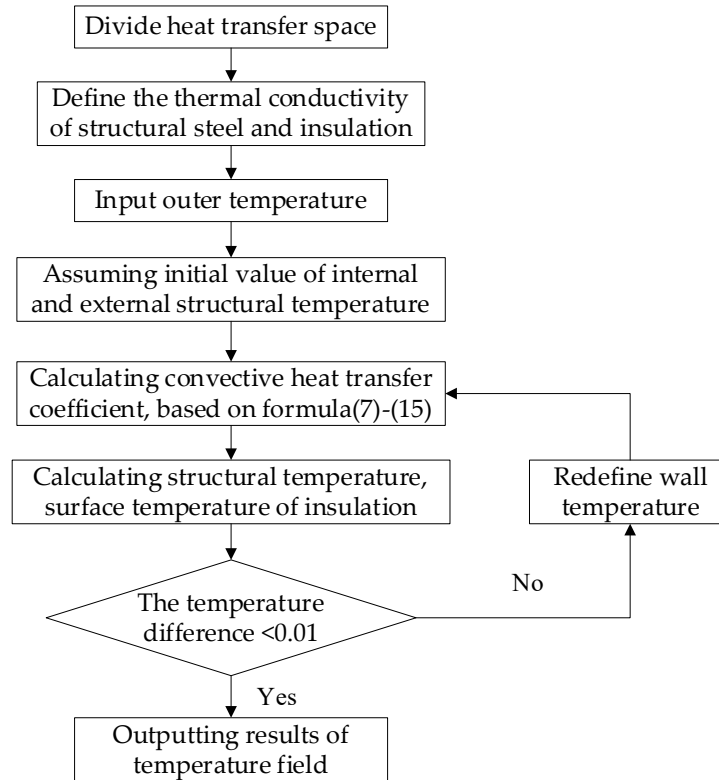 Divide heat transfer space
Define the thermal conductivity
of structural steel and insulation
Input outer temperature
Assuming initial value of internal
and external structural temperature
Calculating convective heat transfer
coefficient, based on formula(7)-(15)
Calculating structural temperature,
surface temperature of insulation
Redefine wall
temperature
The temperature
difference <0.01
No
Yes
Outputting results of
temperature field